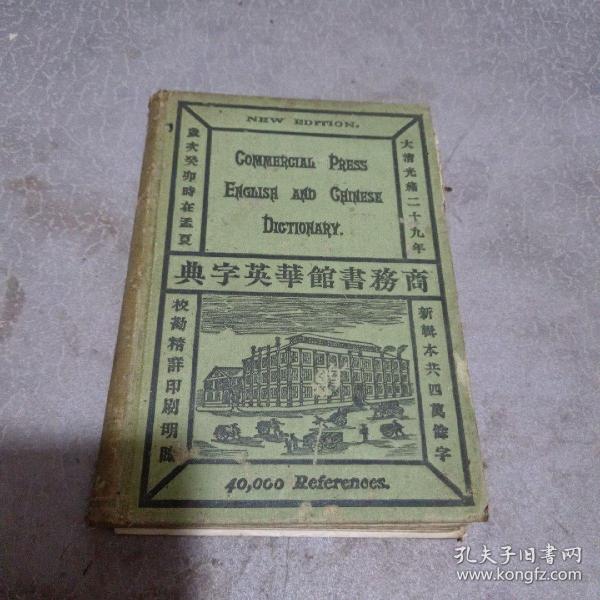 NEW EDITION.
COMMERCIAL PRESS
ENGLISH AND CHINESE
DICTIONARY.
大清光緒二十九年
歲次癸卯時在孟夏
商務書館華英字典
新輯本共四萬餘字
校勘精詳印刷明
40,000 References.
孔夫子旧书网
www.kongfz.com